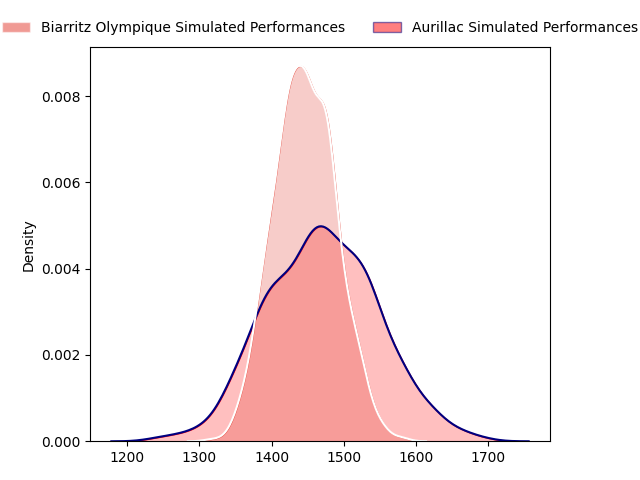 Biarritz Olympique Simulated Performances Aurillac Simulated Performances
0.008
0.006
0.004
0.002
0.000
Density
1200 1300 1400 1500 1600 1700